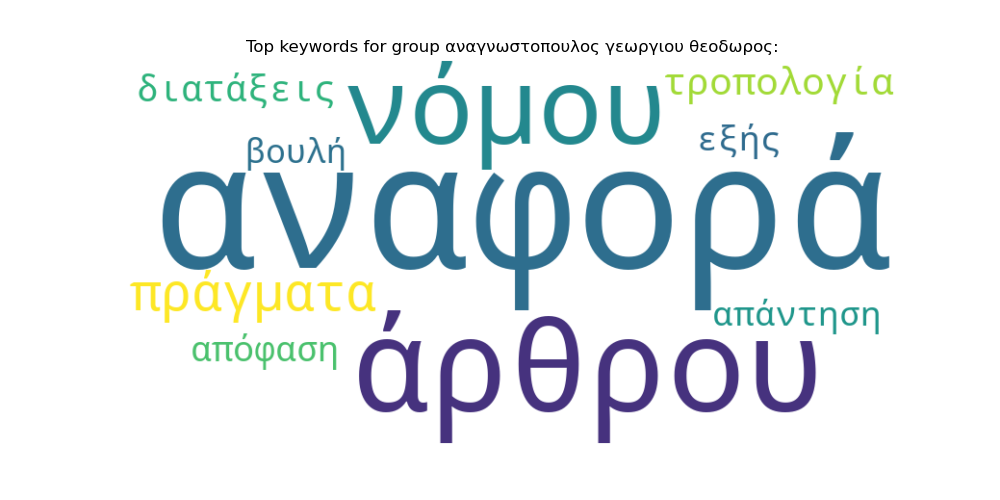 Top keywords for group αναγνωστοπουλος γεωργιου θεοδωρος:
διατάξεις
νόμου
τροπολογία
βουλή
εξής
αναφορά
πράγματα
απάντηση
απόφαση
άρθρου